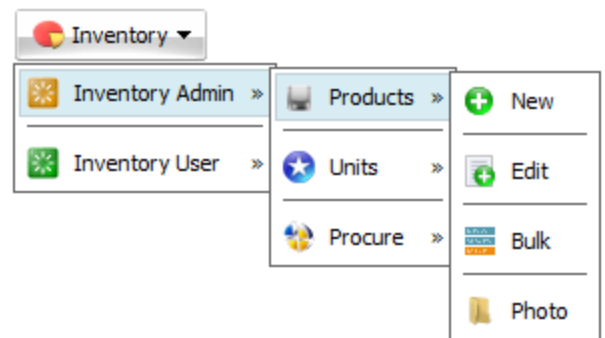 Inventory
Inventory Admin »
Inventory User »
Products »
Units »
Procure »
New
Edit
Bulk
Photo